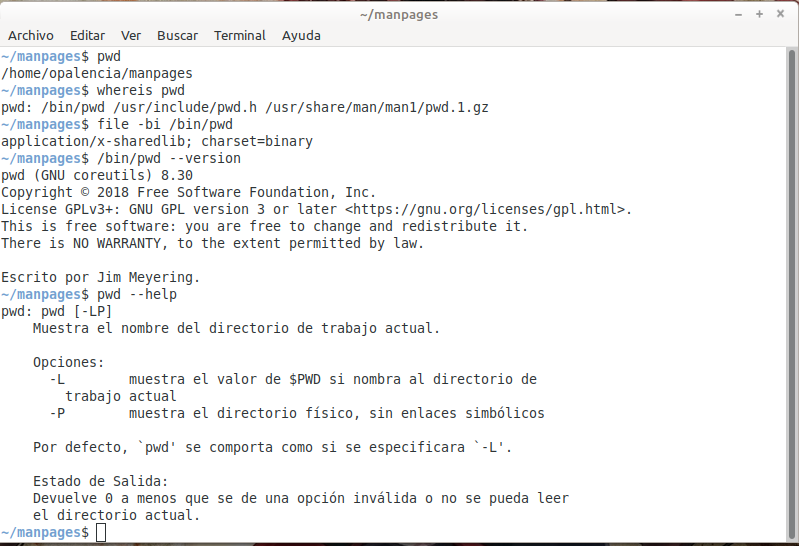 ~/manpages
Archivo Editar Ver Buscar Terminal Ayuda
~/manpages$ pwd
/home/opalencia/manpages
~/manpages$ whereis pwd
pwd: /bin/pwd /usr/include/pwd.h /usr/share/man/man1/pwd.1.gz
~/manpages$ file -bi /bin/pwd
application/x-sharedlib; charset=binary
~/manpages$ /bin/pwd --version
pwd (GNU coreutils) 8.30
Copyright © 2018 Free Software Foundation, Inc.
License GPLv3+: GNU GPL version 3 or later <https://gnu.org/licenses/gpl.html>.
This is free software: you are free to change and redistribute it.
There is NO WARRANTY, to the extent permitted by law.

Escrito por Jim Meyering.
~/manpages$ pwd --help
pwd: pwd [-LP]
    Muestra el nombre del directorio de trabajo actual.

    Opciones:
      -L        muestra el valor de $PWD si nombra al directorio de
        trabajo actual
      -P        muestra el directorio físico, sin enlaces simbólicos

    Por defecto, `pwd' se comporta como si se especificara `-L'.

    Estado de Salida:
    Devuelve 0 a menos que se de una opción inválida o no se pueda leer
    el directorio actual.
~/manpages$